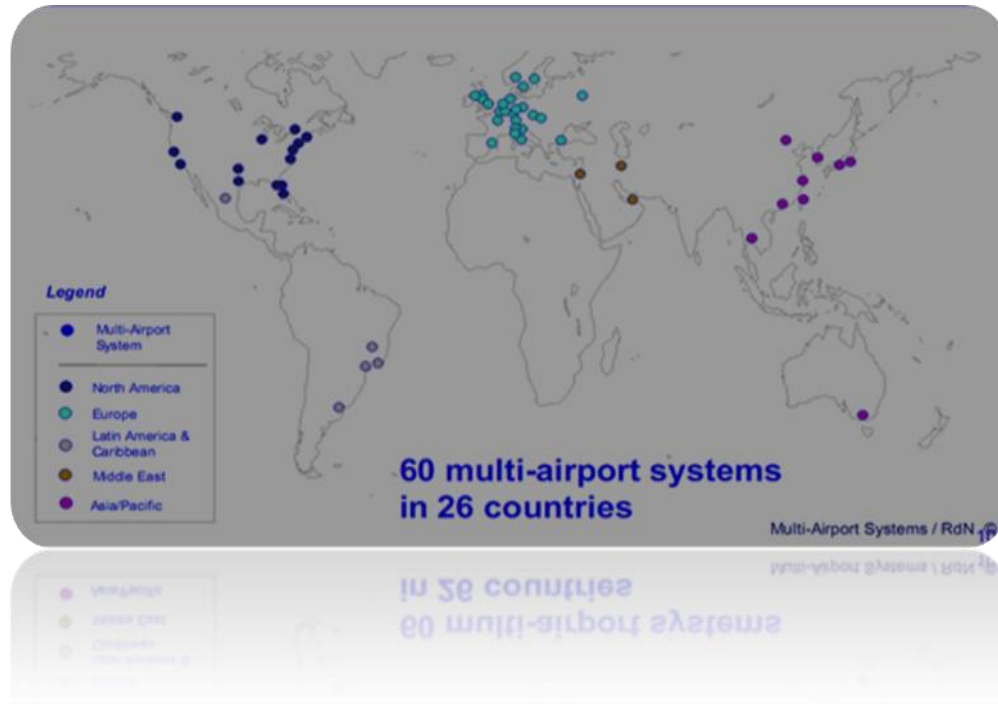 Legend
Multi-Airport
System
North America
Europe
Latin America &
Caribbean
Middle East
Asia/Pacific
60 multi-airport systems
in 26 countries
Multi-Airport Systems / RdN ©